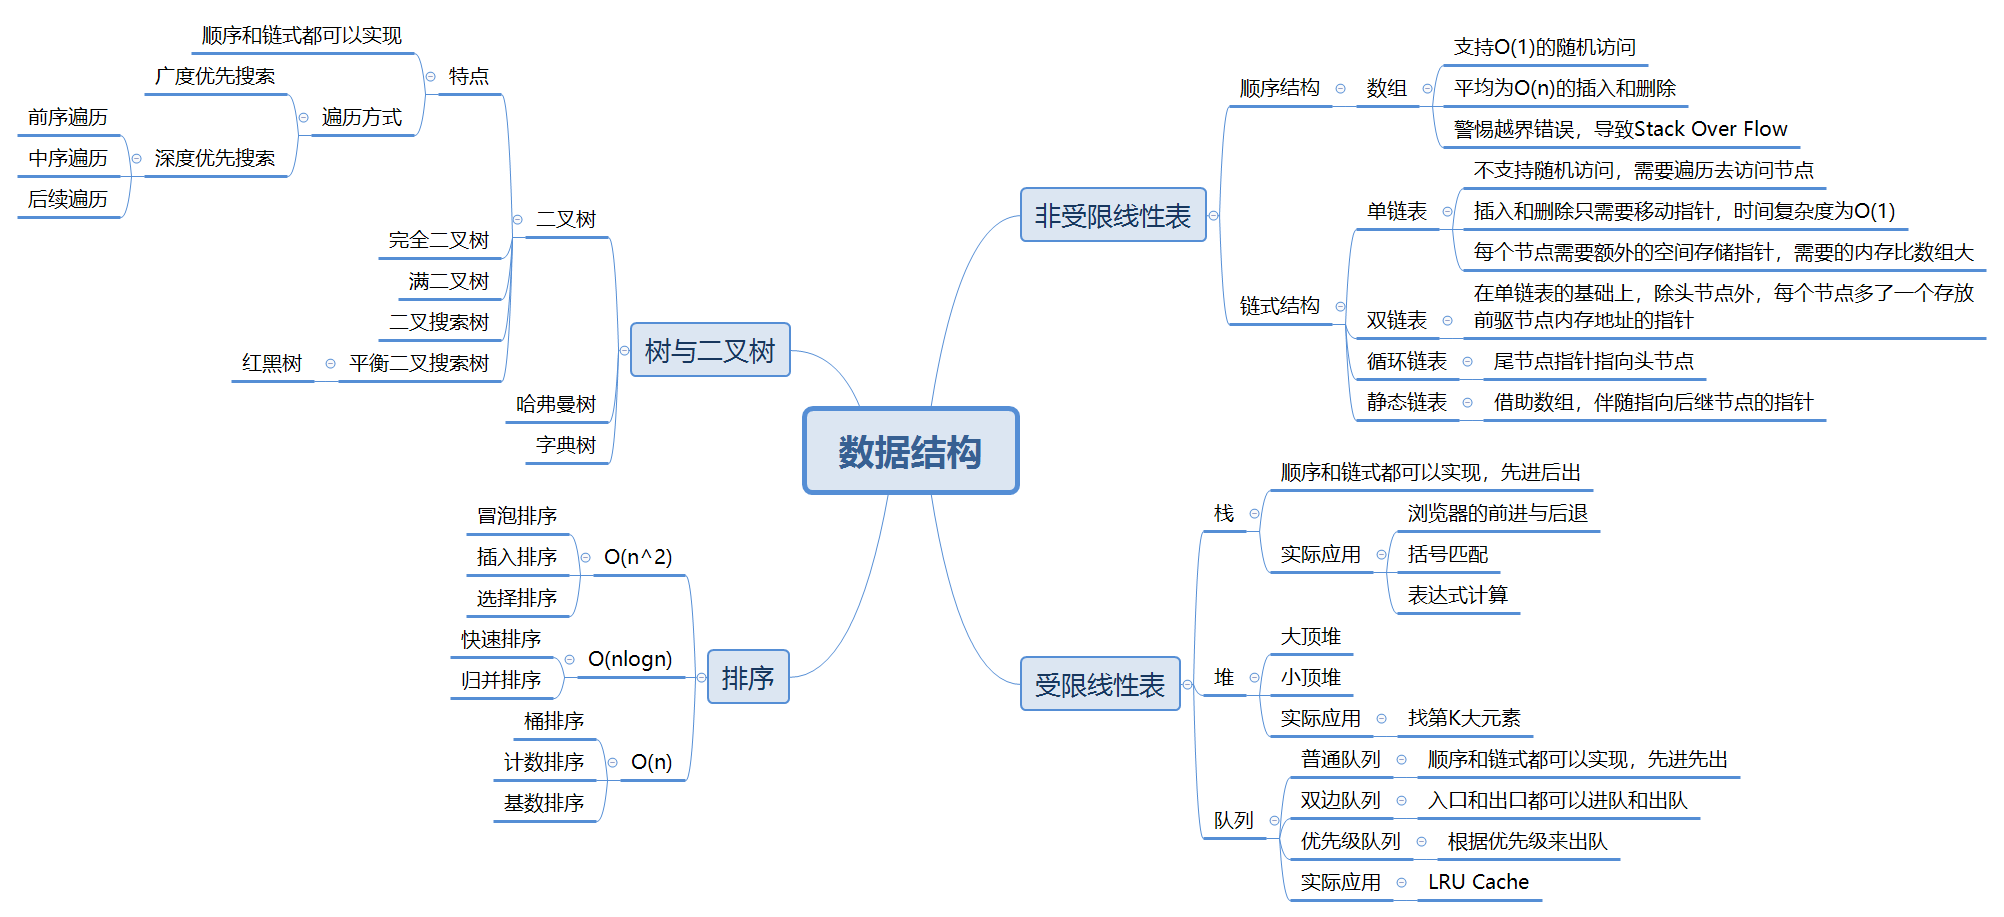 数据结构
非受限线性表
顺序结构
数组
支持O(1)的随机访问
平均为O(n)的插入和删除
警惕越界错误，导致Stack Over Flow
链式结构
单链表
不支持随机访问，需要遍历去访问节点
插入和删除只需要移动指针，时间复杂度为O(1)
每个节点需要额外的空间存储指针，需要的内存比数组大
双链表
在单链表的基础上，除头节点外，每个节点多了一个存放
前驱节点内存地址的指针
循环链表
尾节点指针指向头节点
静态链表
借助数组，伴随指向后继节点的指针
受限线性表
栈
顺序和链式都可以实现，先进后出
实际应用
浏览器的前进与后退
括号匹配
表达式计算
堆
大顶堆
小顶堆
实际应用
找第K大元素
队列
普通队列
顺序和链式都可以实现，先进先出
双边队列
入口和出口都可以进队和出队
优先级队列
根据优先级来出队
实际应用
LRU Cache
树与二叉树
二叉树
特点
顺序和链式都可以实现
遍历方式
广度优先搜索
深度优先搜索
前序遍历
中序遍历
后续遍历
完全二叉树
满二叉树
二叉搜索树
平衡二叉搜索树
红黑树
哈弗曼树
字典树
排序
O(n^2)
冒泡排序
插入排序
选择排序
O(nlogn)
快速排序
归并排序
O(n)
桶排序
计数排序
基数排序